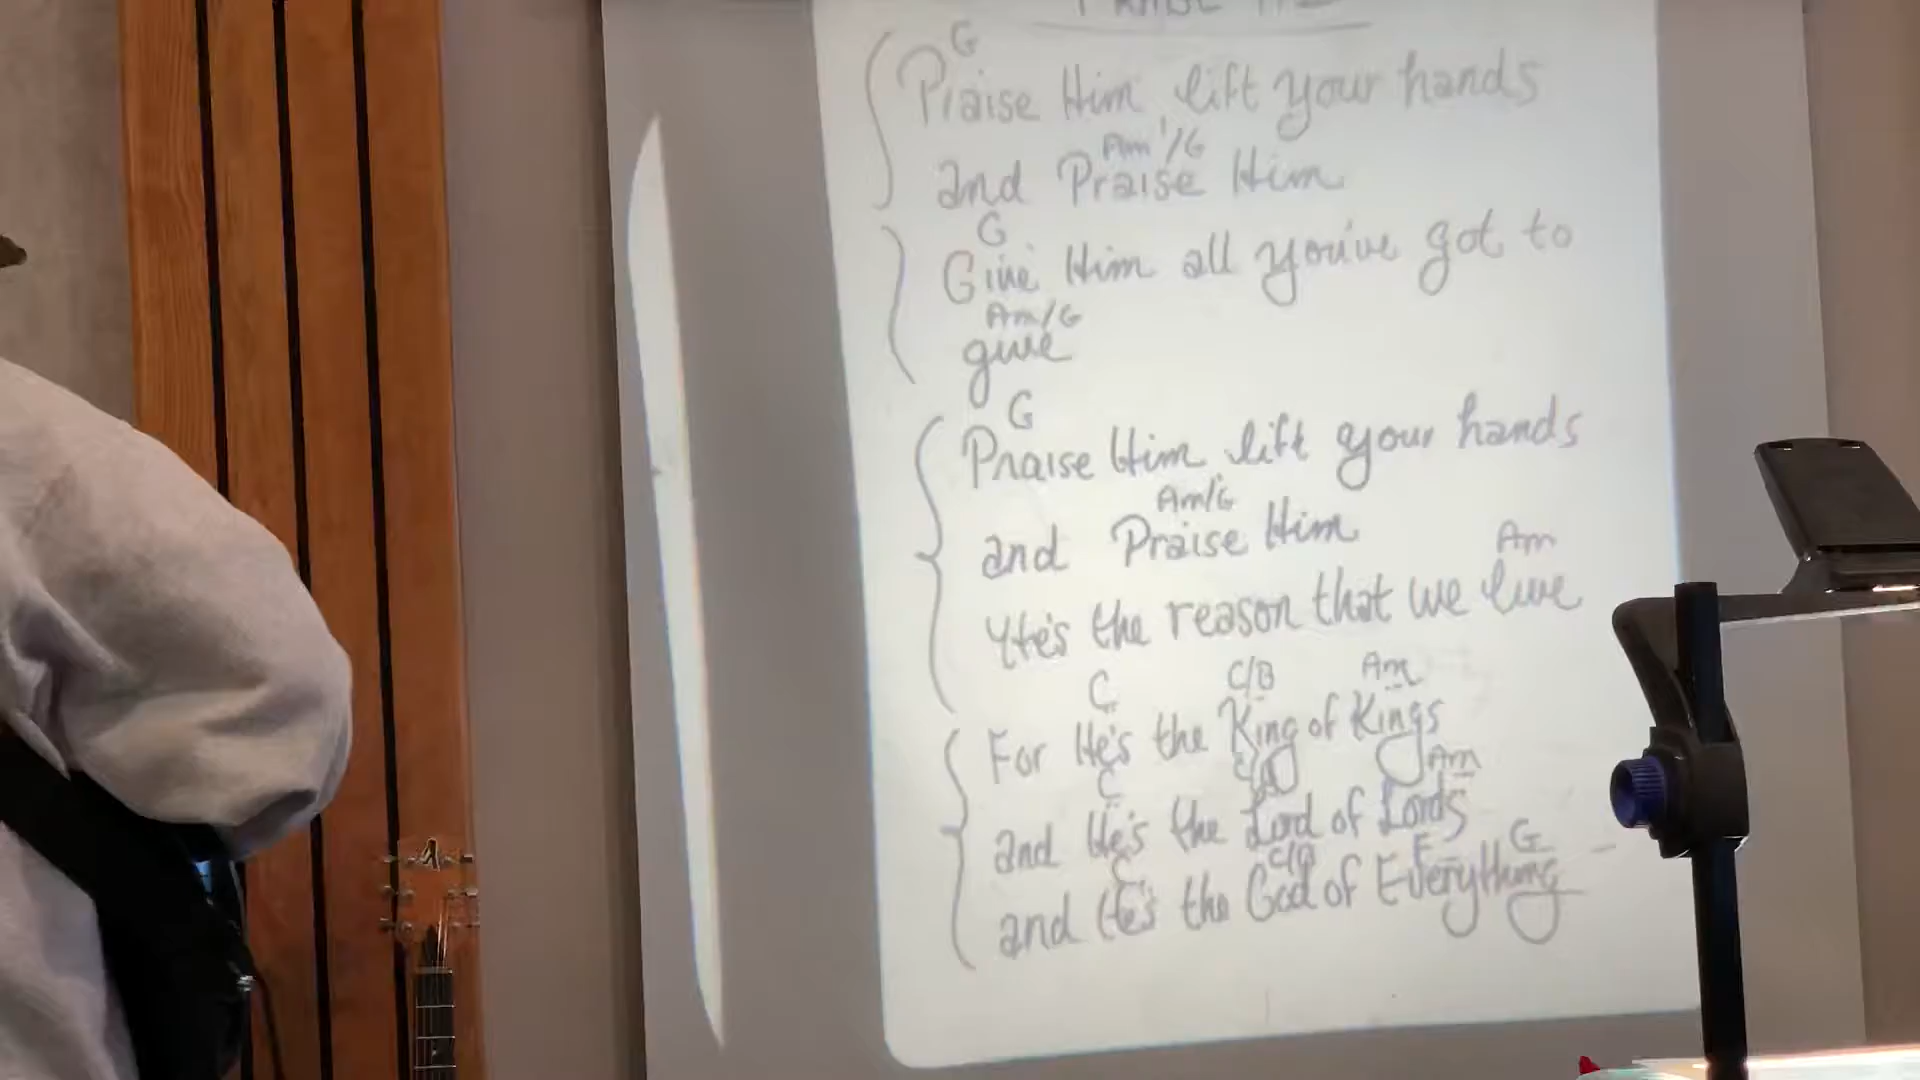 G
Praise Him lift your hands
Am7/G
and Praise Him
G
Give Him all you've got to
Am/G
give
G
Praise Him lift your hands
Am/G
and Praise Him
Am
He's the reason that we live
C C/B Am
For He's the King of Kings
C C/B Am
and He's the Lord of Lords
C C/B F G
and He's the God of Everything